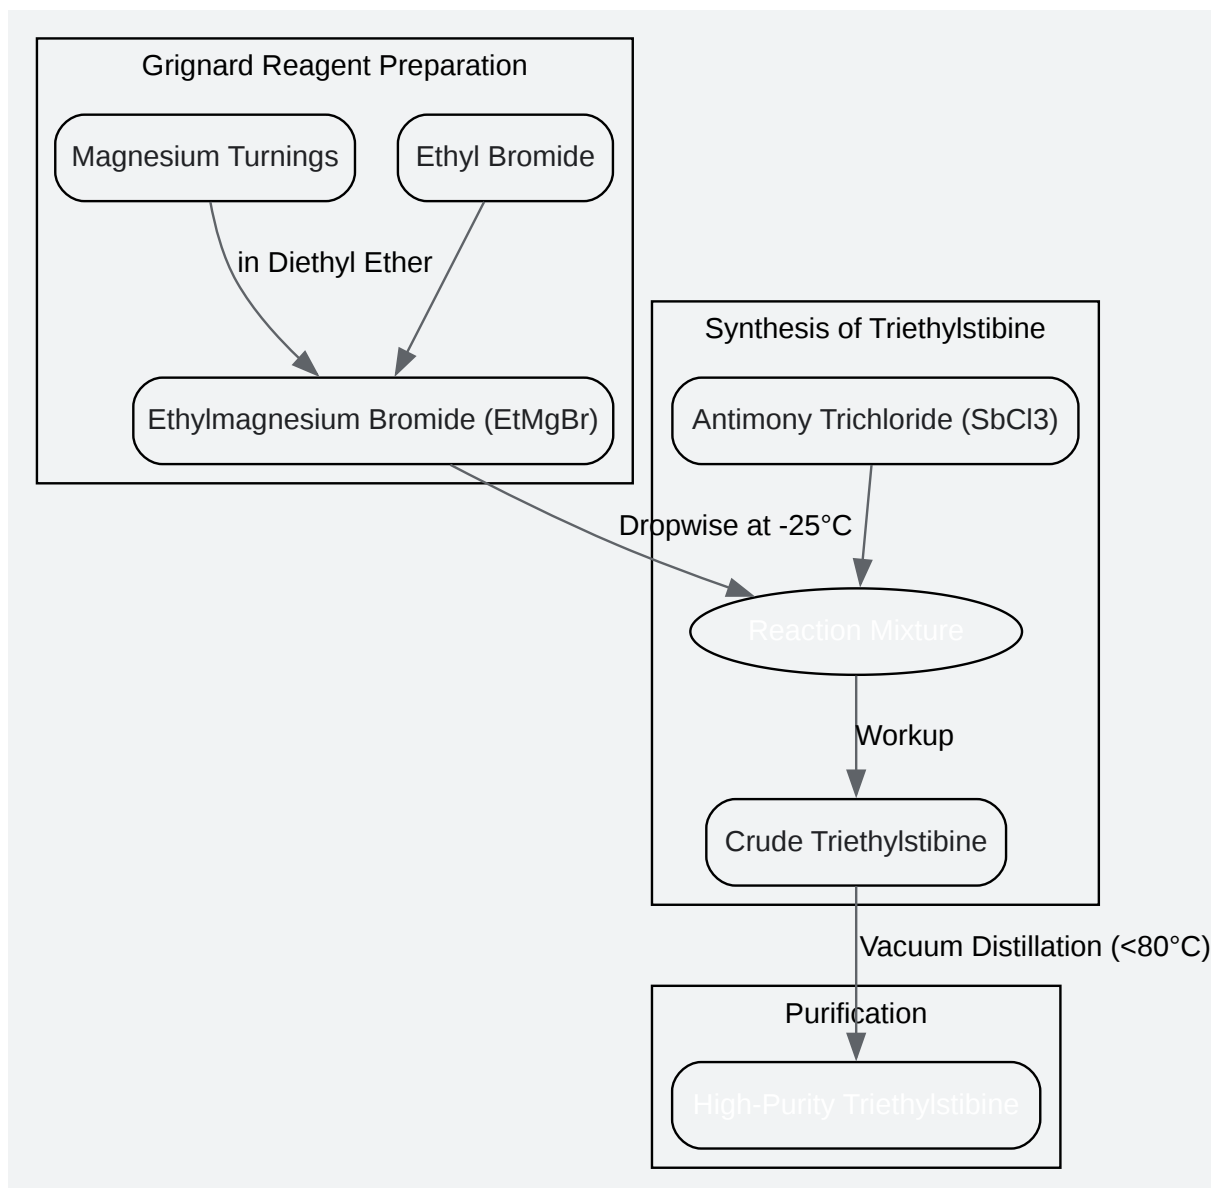 Grignard Reagent Preparation
Magnesium Turnings
Ethyl Bromide
in Diethyl Ether
Ethylmagnesium Bromide (EtMgBr)
Synthesis of Triethylstibine
Antimony Trichloride (SbCl3)
Dropwise at -25°C
Reaction Mixture
Workup
Crude Triethylstibine
Vacuum Distillation (<80°C)
Purification
High-Purity Triethylstibine